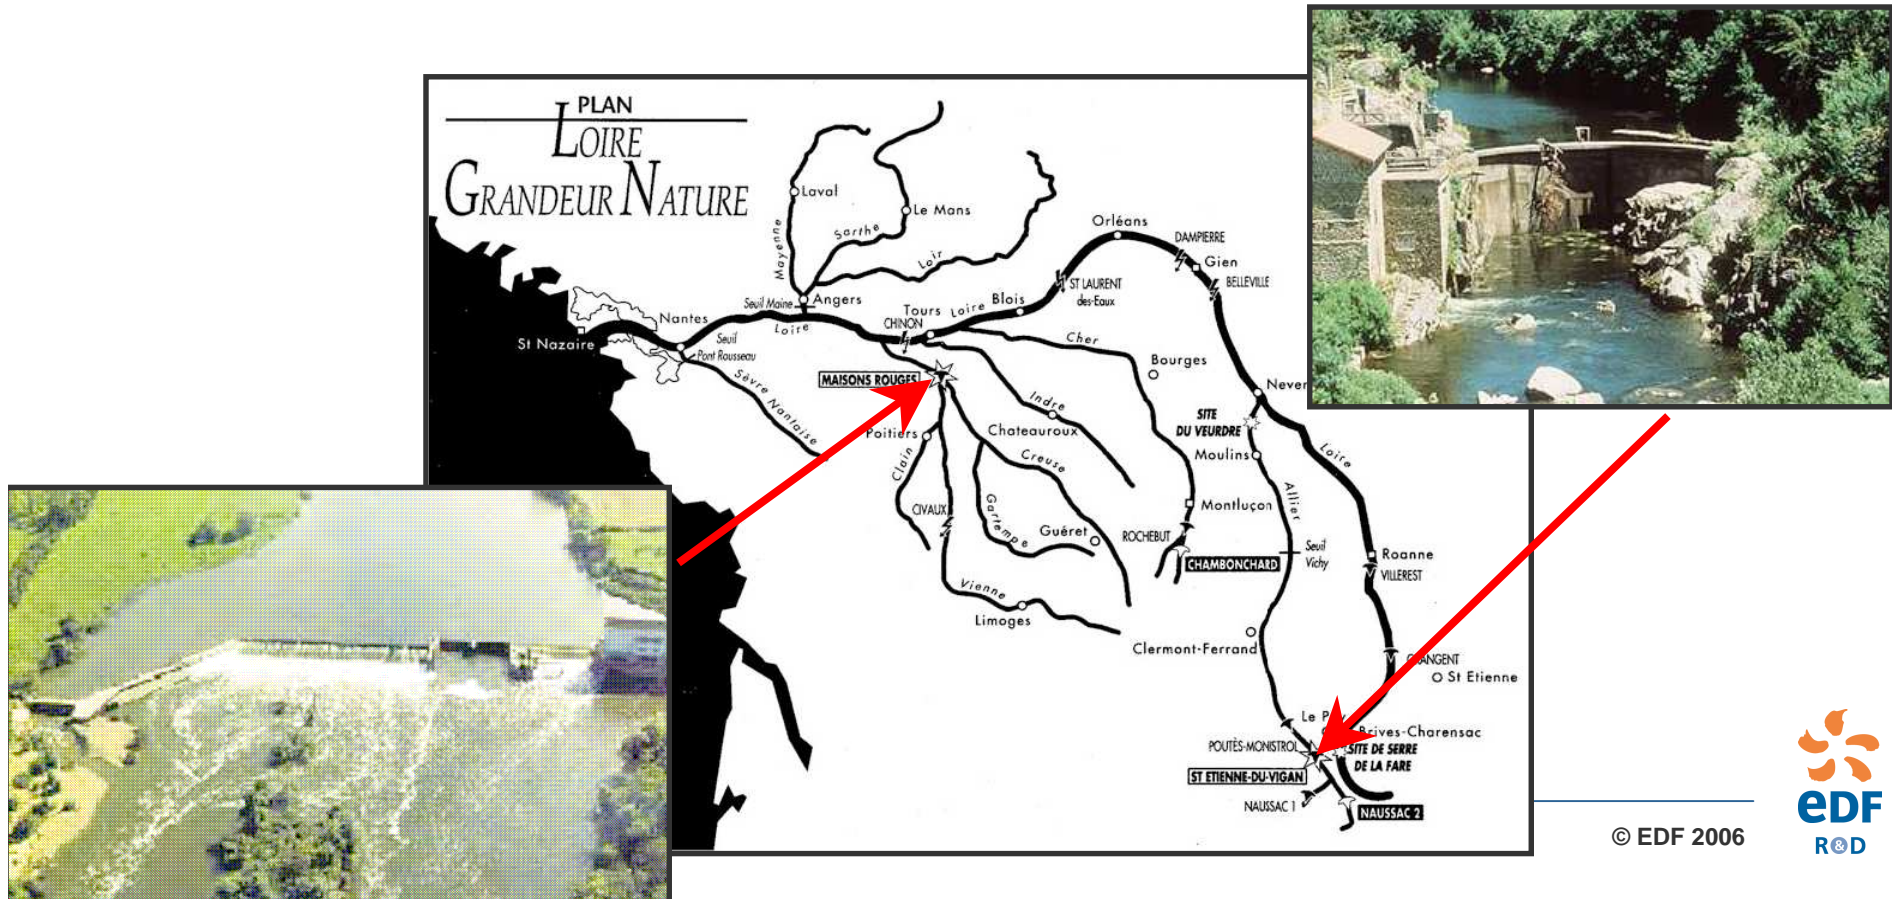 PLAN
LOIRE
GRANDEUR NATURE
Laval
Le Mans
Mayenne
Sarthe
Loir
Orléans
DAMPIERRE
Gien
BELLEVILLE
ST LAURENT
des-Eaux
Seuil Maine
Angers
Tours
Loire
Blois
CHINON
Nantes
Loire
St Nazaire
Seuil
Pont Rousseau
Sèvre Nantaise
Cher
Bourges
MAISONS ROUGES
Indre
Never
SITE
DU VEURDRE
Poitiers
Chateauroux
Moulins
Loire
Clain
Creuse
Allier
CIVAUX
Gartempe
Guéret
Montluçon
ROCHEBUT
CHAMBONCHARD
Seuil
Vichy
Roanne
VILLEREST
Vienne
Limoges
Clermont-Ferrand
St Etienne
Le
Brives-Charensac
POUTÈS-MONISTROL
SITE DE SERRE
DE LA FARE
ST ETIENNE-DU-VIGAN
NAUSSAC 1
NAUSSAC 2
© EDF 2006
eDF
R&D